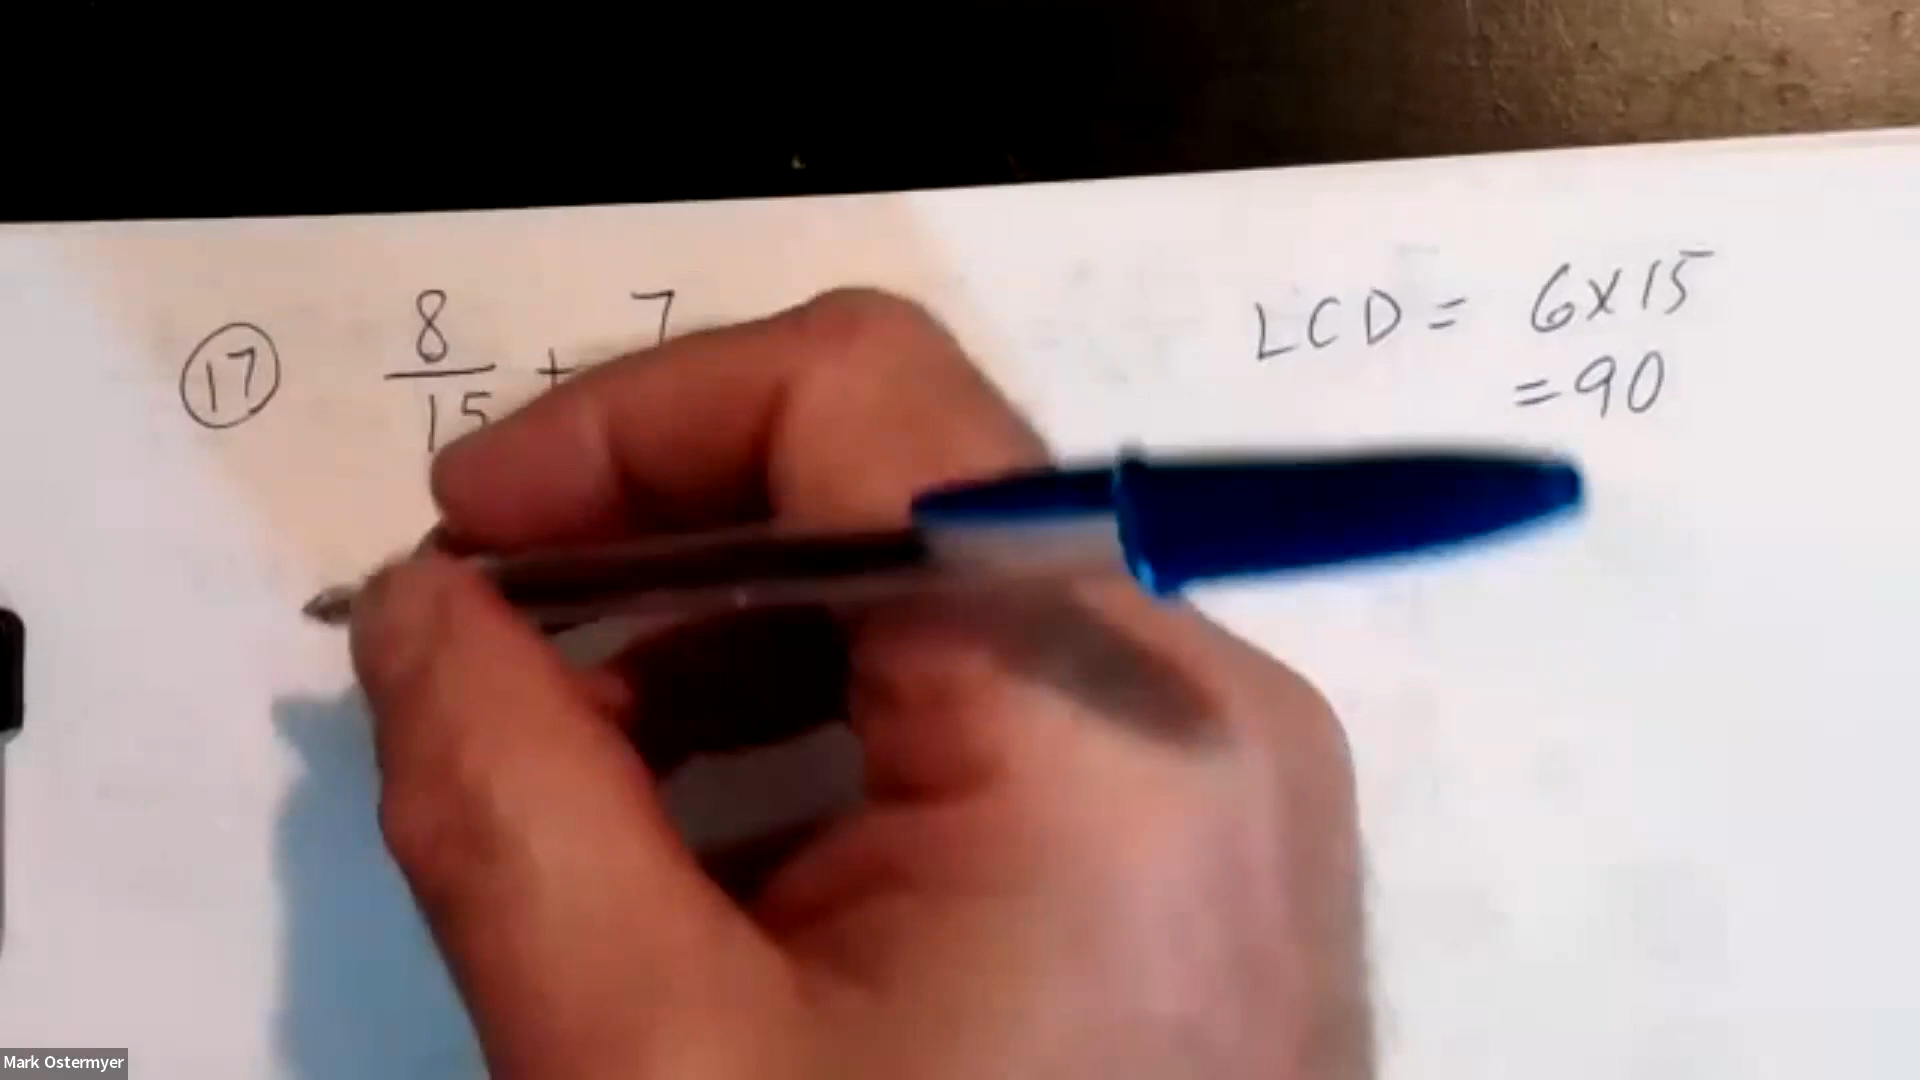 17 8/15 + 7
LCD = 6x15
= 90
Mark Ostermyer